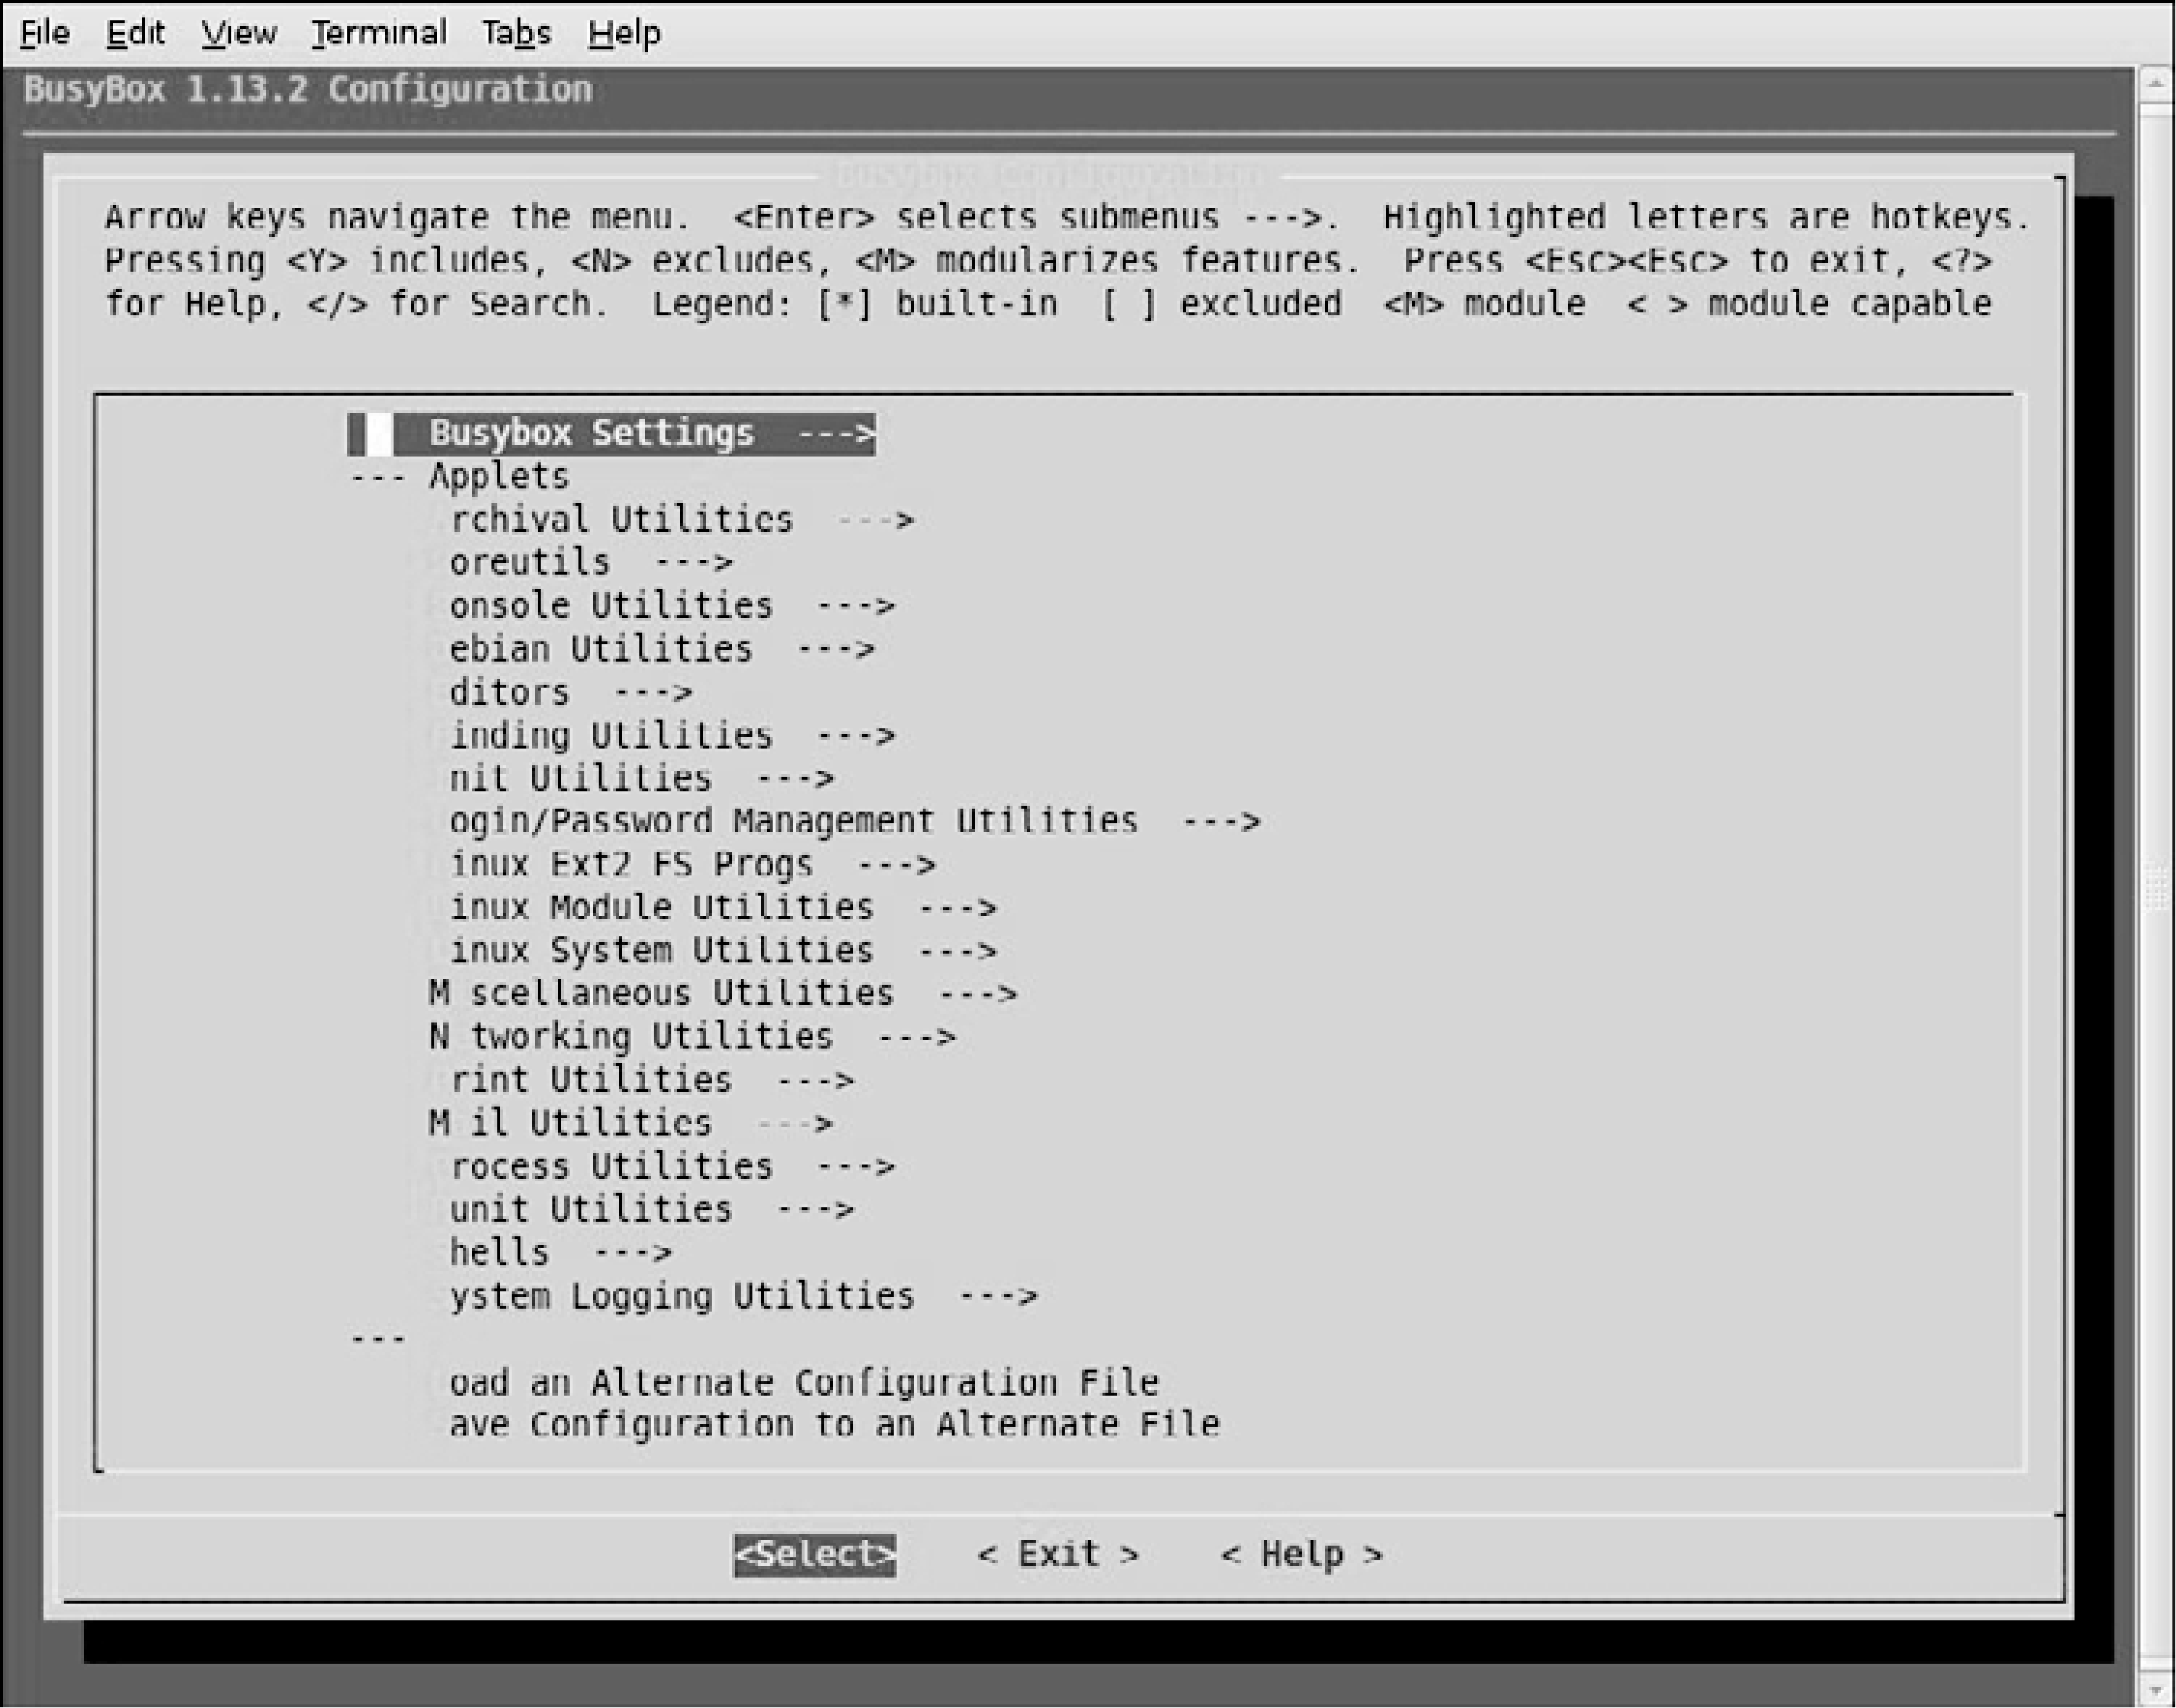 File Edit View Terminal Tabs Help
BusyBox 1.13.2 Configuration
Busybox Configuration
Arrow keys navigate the menu. <Enter> selects submenus --->. Highlighted letters are hotkeys.
Pressing <Y> includes, <N> excludes, <M> modularizes features. Press <Esc><Esc> to exit, <?>
for Help, </> for Search. Legend: [*] built-in [ ] excluded <M> module < > module capable
Busybox Settings --->
--- Applets
rchival Utilities --->
oreutils --->
onsole Utilities --->
ebian Utilities --->
ditors --->
inding Utilities --->
nit Utilities --->
ogin/Password Management Utilities --->
inux Ext2 FS Progs --->
inux Module Utilities --->
inux System Utilities --->
M scellaneous Utilities --->
N tworking Utilities --->
rint Utilities --->
M il Utilities --->
rocess Utilities --->
unit Utilities --->
hells --->
ystem Logging Utilities --->
---
oad an Alternate Configuration File
ave Configuration to an Alternate File
<Select> < Exit > < Help >